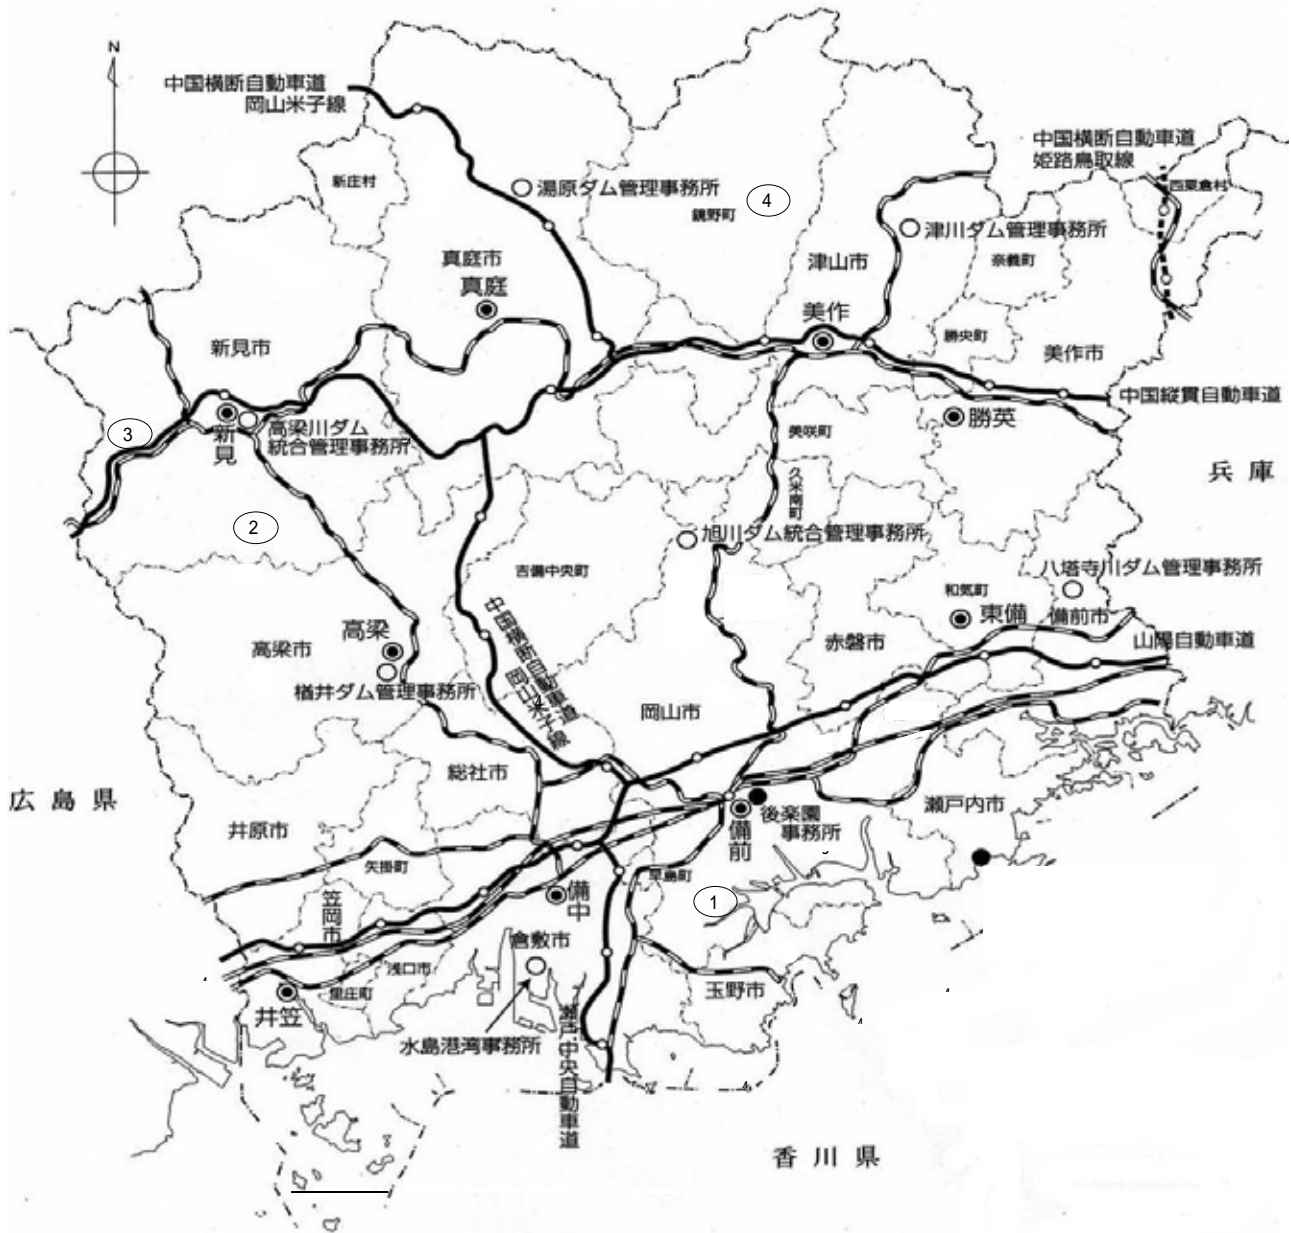 N
中国横断自動車道
岡山米子線
中国横断自動車道
姫路鳥取線
新庄村
湯原ダム管理事務所
4
鏡野町
西粟倉村
津川ダム管理事務所
真庭市
真庭
津山市
奈義町
美作
新見市
勝央町
美作市
中国縦貫自動車道
3
新見
高梁川ダム
統合管理事務所
勝英
美咲町
兵庫
久米南町
2
旭川ダム統合管理事務所
吉備中央町
八塔寺川ダム管理事務所
和気町
中国横断自動車道
岡山米子線
高梁
高梁市
東備
備前市
赤磐市
山陽自動車道
楢井ダム管理事務所
岡山市
総社市
広島県
井原市
後楽園
事務所
備前
瀬戸内市
矢掛町
早島町
笠岡市
備中
1
倉敷市
浅口市
里庄町
玉野市
井笠
水島港湾事務所
瀬戸中央自動車道
香川県